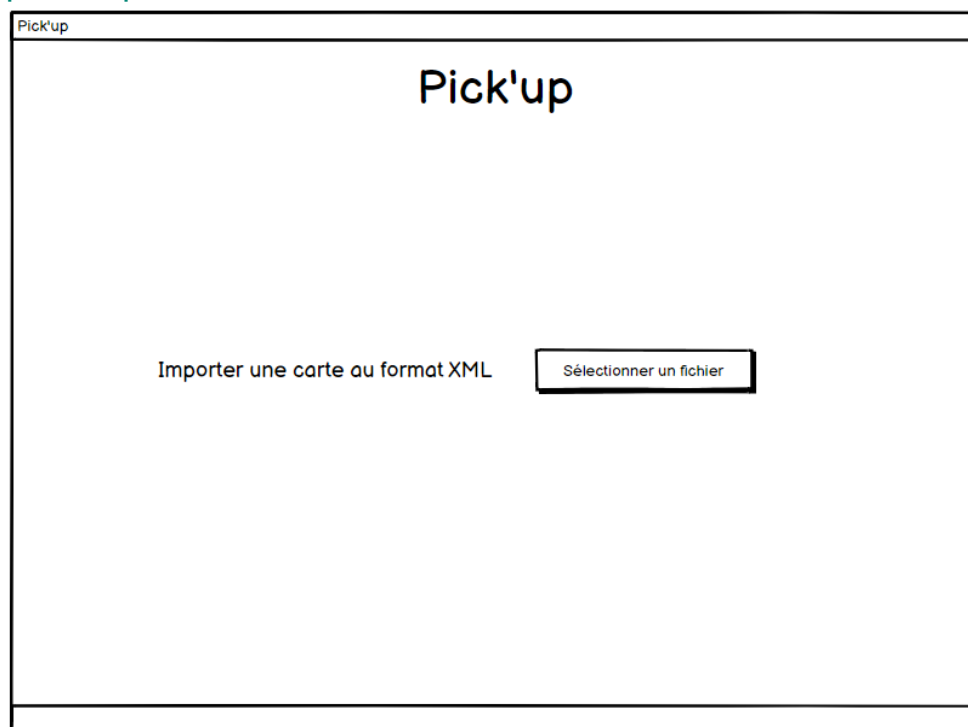 Pick'up
Pick'up
Importer une carte au format XML
Sélectionner un fichier